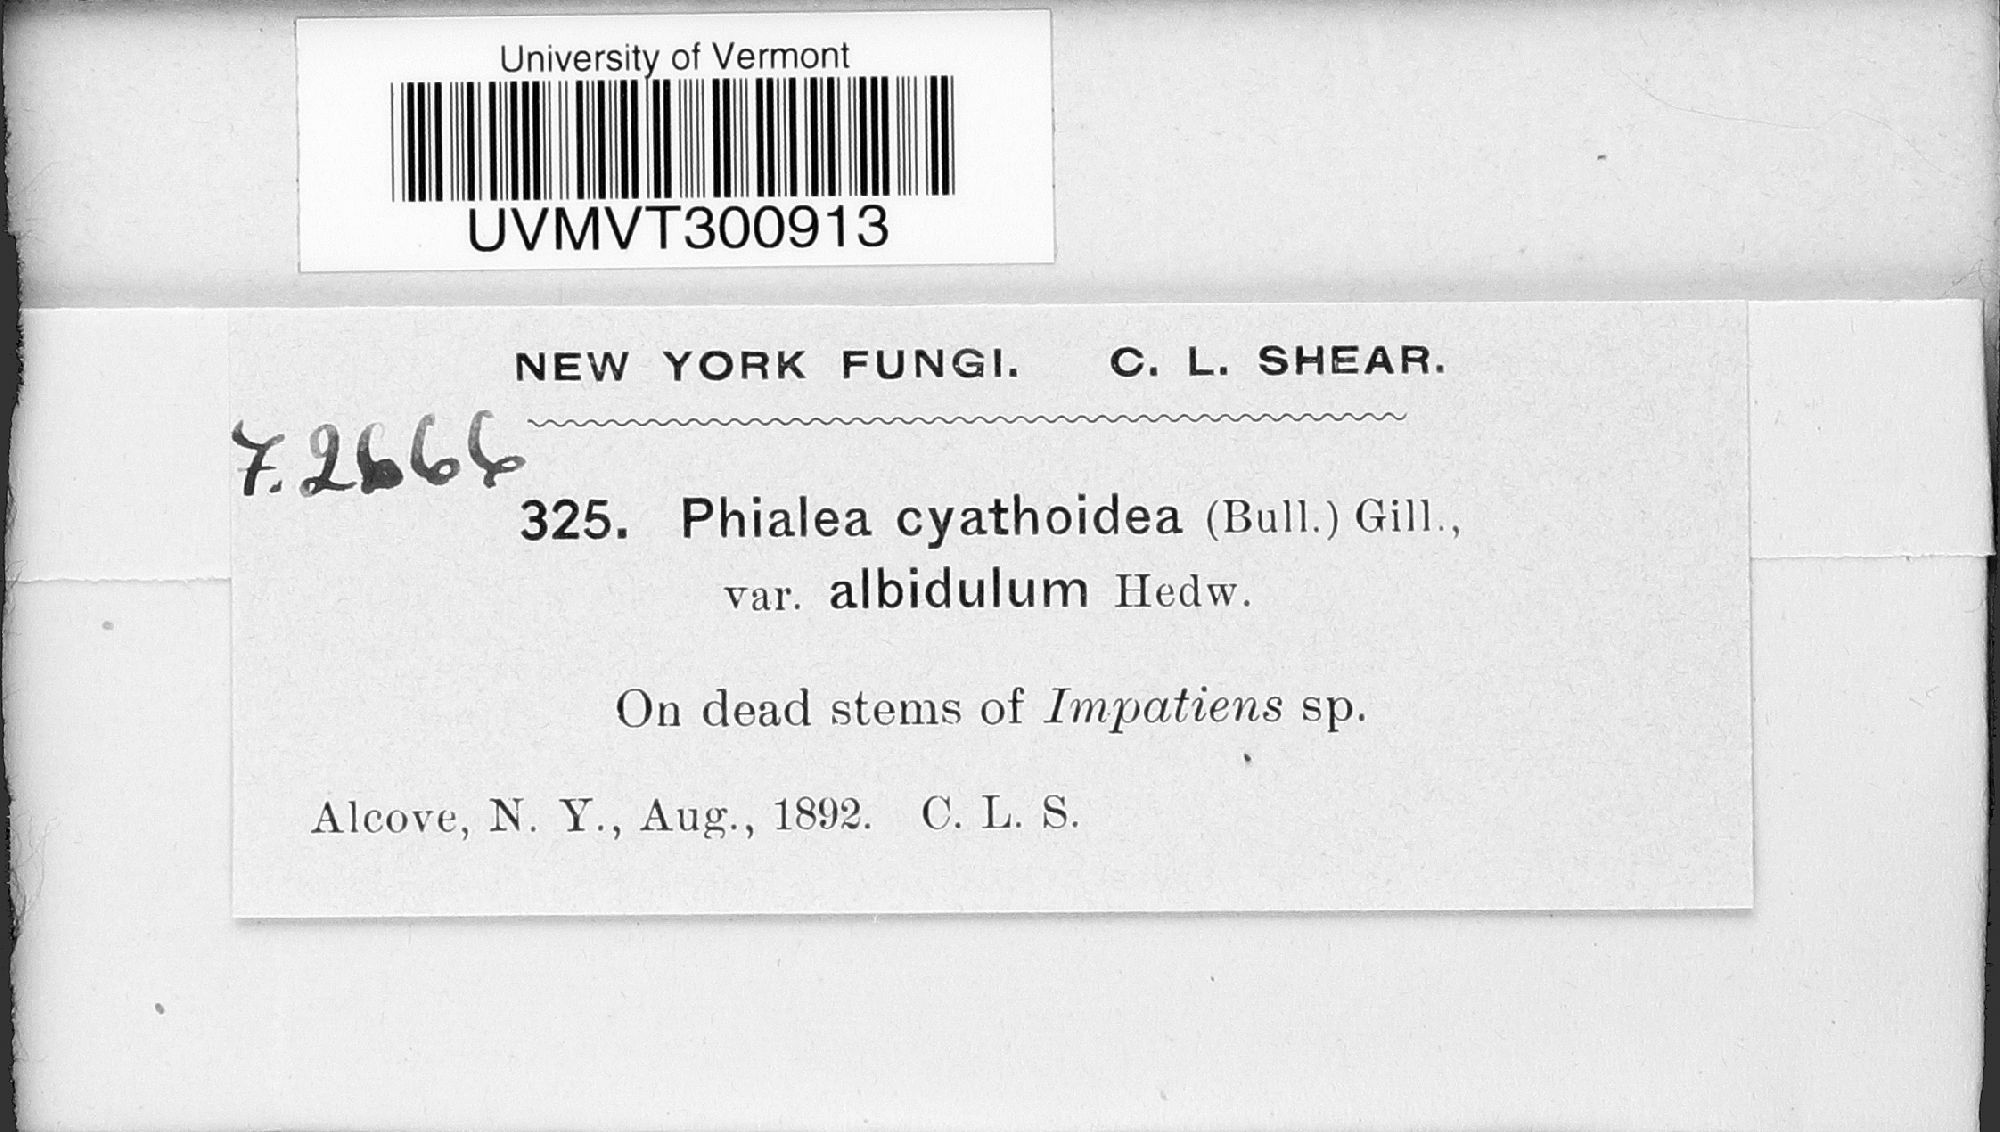 University of Vermont
UVMVT300913
NEW YORK FUNGI. C. L. SHEAR.
7.2666
325. Phialea cyathoidea (Bull.) Gill.,
var. albidulum Hedw.
On dead stems of Impatiens sp.
Alcove, N. Y., Aug., 1892. C. L. S.